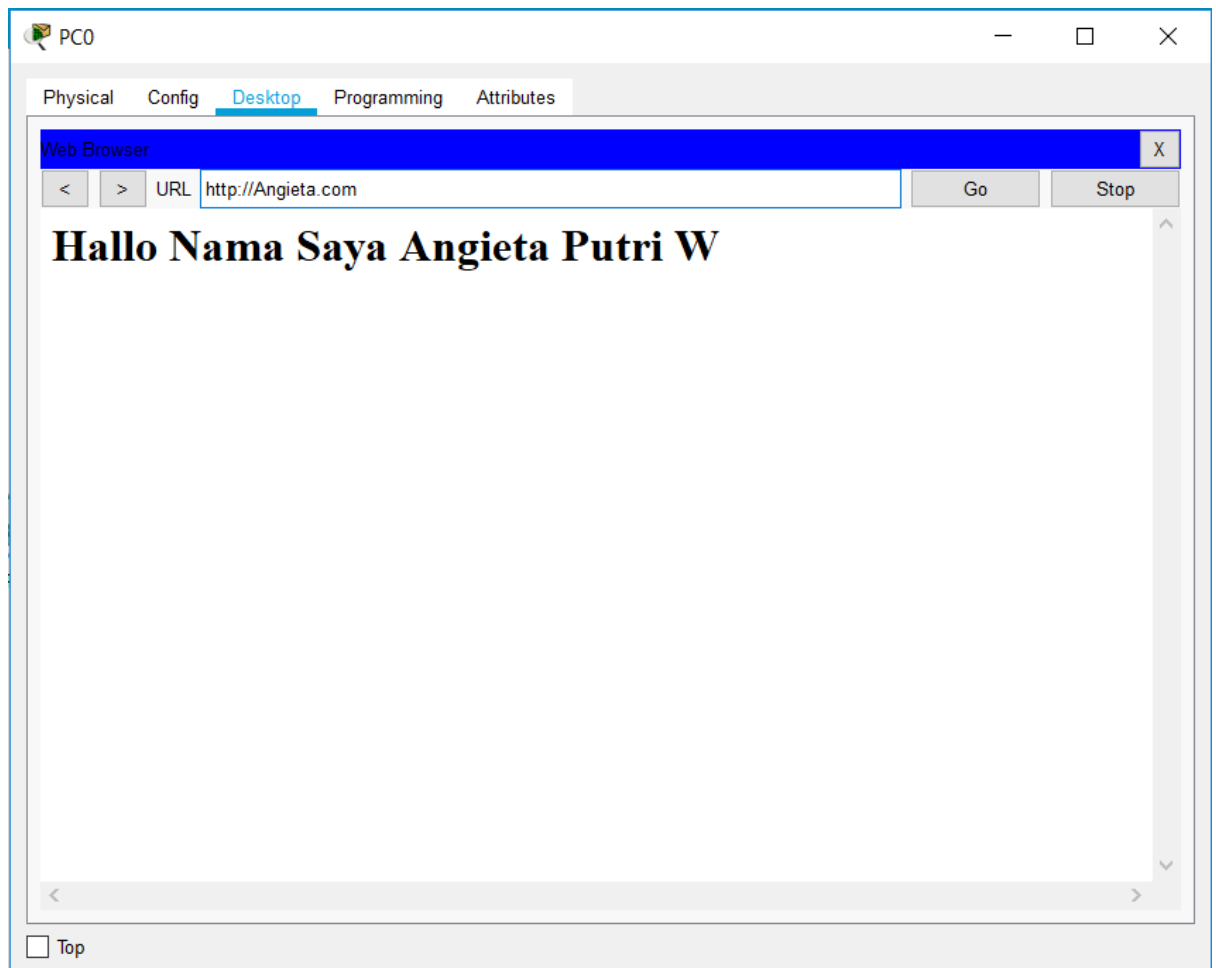 PC0
Physical Config Desktop Programming Attributes
Web Browser X
< > URL http://Angieta.com Go Stop
Hallo Nama Saya Angieta Putri W
Top